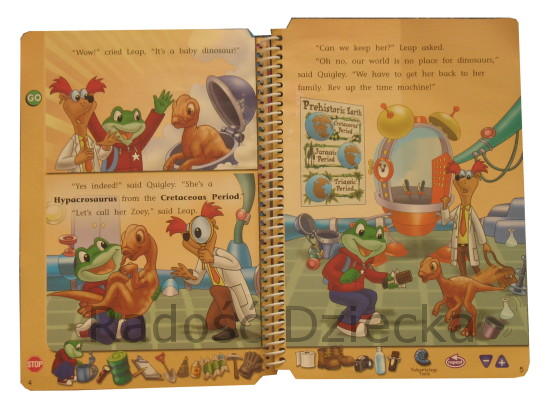 "Wow!" cried Leap, "It's a baby dinosaur!"
GO
"Yes indeed!" said Quigley. "She's a
Hypacrosaurus from the Cretaceous Period.
"Let's call her Zoey," said Leap.
STOP
4
"Can we keep her?" Leap asked.
"Oh no, our world is no place for dinosaurs,"
said Quigley. "We have to get her back to her
family. Rev up the time machine!"
Prehistoric Earth
Cretaceous
Period
Jurassic
Period
Triassic
Period
Paleontology
Tools
5
Radość Dziecka